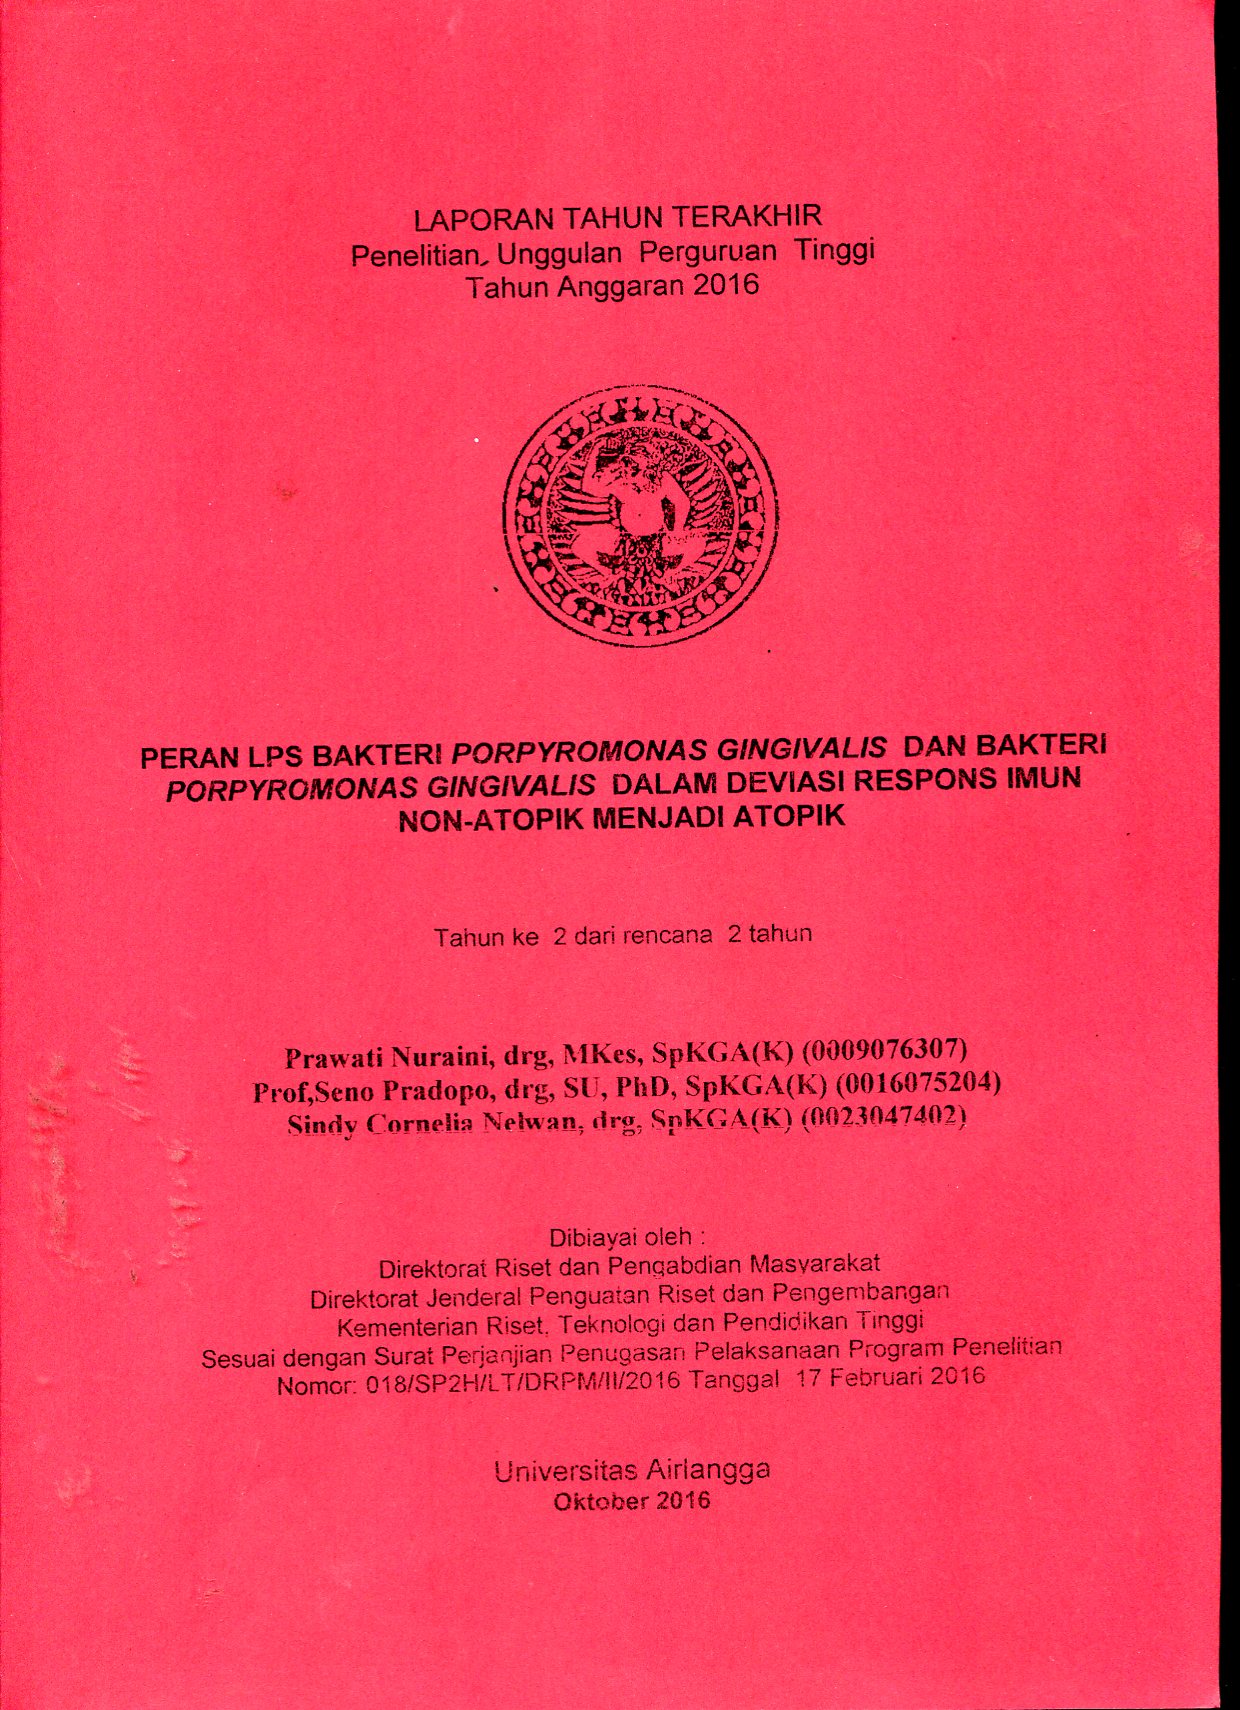 LAPORAN TAHUN TERAKHIR
Penelitian Unggulan Perguruan Tinggi
Tahun Anggaran 2016
PERAN LPS BAKTERI PORPYROMONAS GINGIVALIS DAN BAKTERI
PORPYROMONAS GINGIVALIS DALAM DEVIASI RESPONS IMUN
NON-ATOPIK MENJADI ATOPIK
Tahun ke 2 dari rencana 2 tahun
Prawati Nuraini, drg, MKes, SpKGA(K) (0009076307)
Prof,Seno Pradopo, drg, SU, PhD, SpKGA(K) (0016075204)
Sindy Cornelia Nelwan, drg, SpKGA(K) (0023047402)
Dibiayai oleh :
Direktorat Riset dan Pengabdian Masyarakat
Direktorat Jenderal Penguatan Riset dan Pengembangan
Kementerian Riset, Teknologi dan Pendidikan Tinggi
Sesuai dengan Surat Perjanjian Penugasan Pelaksanaan Program Penelitian
Nomor: 018/SP2H/LT/DRPM/II/2016 Tanggal 17 Februari 2016
Universitas Airlangga
Oktober 2016